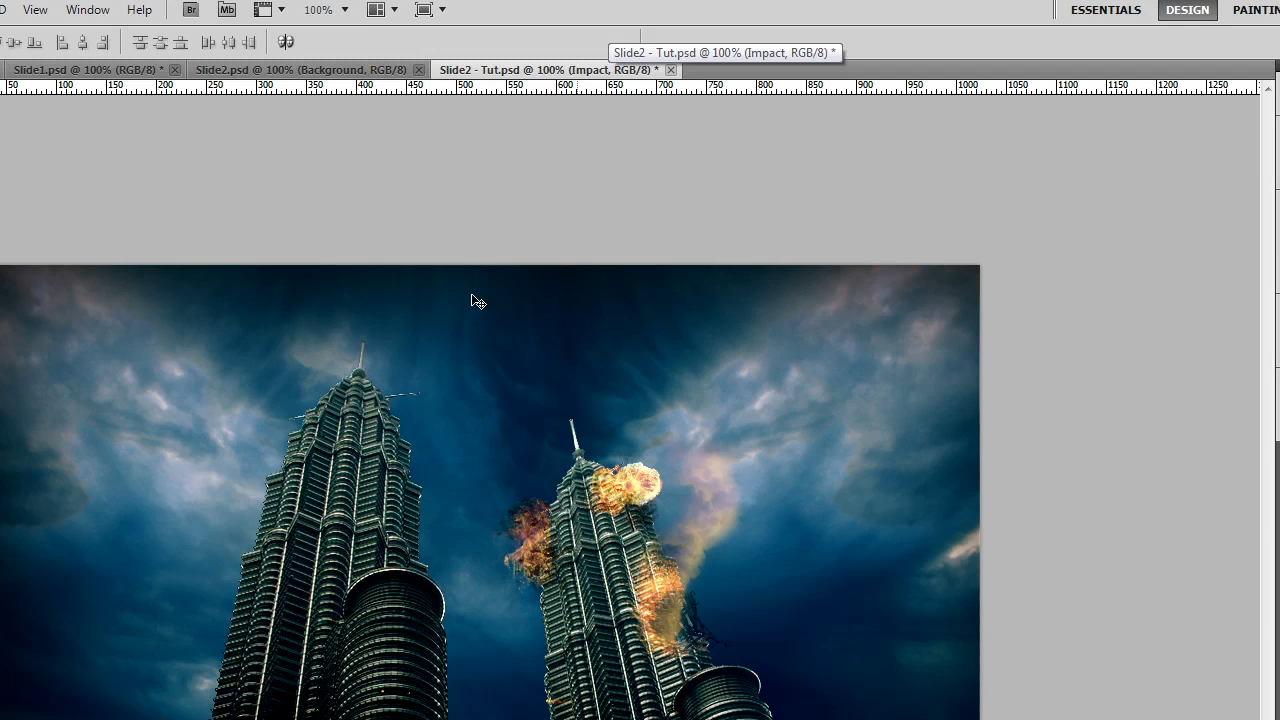 View Window Help Br Mb 100% ESSENTIALS DESIGN
Slide2 - Tut.psd @ 100% (Impact, RGB/8) *
Slide1.psd @ 100% (RGB/8) * Slide2.psd @ 100% (Background, RGB/8) Slide2 - Tut.psd @ 100% (Impact, RGB/8) *
50 100 150 200 250 300 350 400 450 500 550 600 650 700 750 800 850 900 950 1000 1050 1100 1150 1200 1250